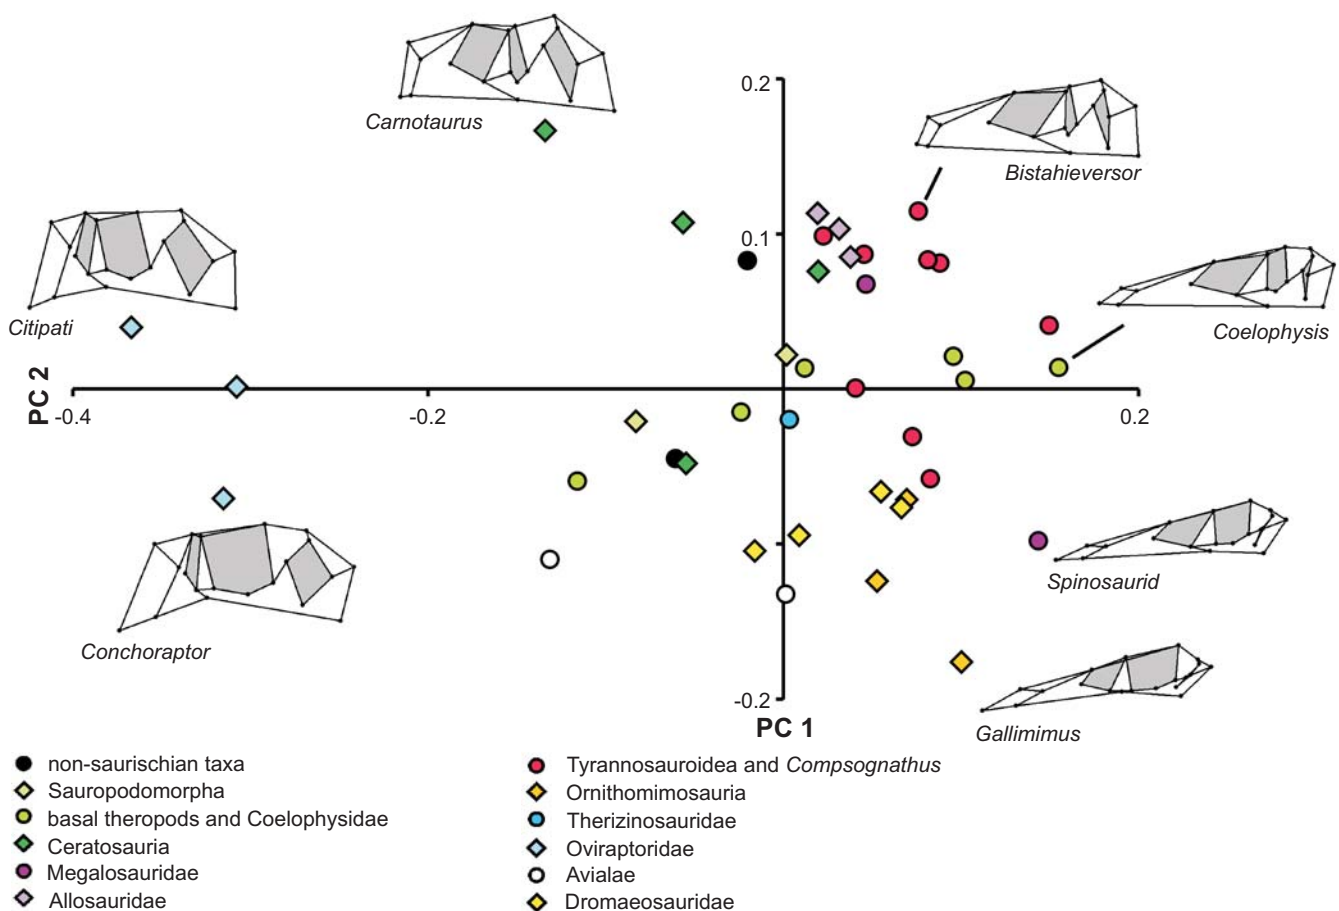 Carnotaurus
0.2
Bistahieversor
0.1
Coelophysis
Citipati
PC 2
-0.4
-0.2
0.2
Conchoraptor
Spinosaurid
-0.2
PC 1
Gallimimus
non-saurischian taxa
Sauropodomorpha
basal theropods and Coelophysidae
Ceratosauria
Megalosauridae
Allosauridae
Tyrannosauroidea and Compsognathus
Ornithomimosauria
Therizinosauridae
Oviraptoridae
Avialae
Dromaeosauridae